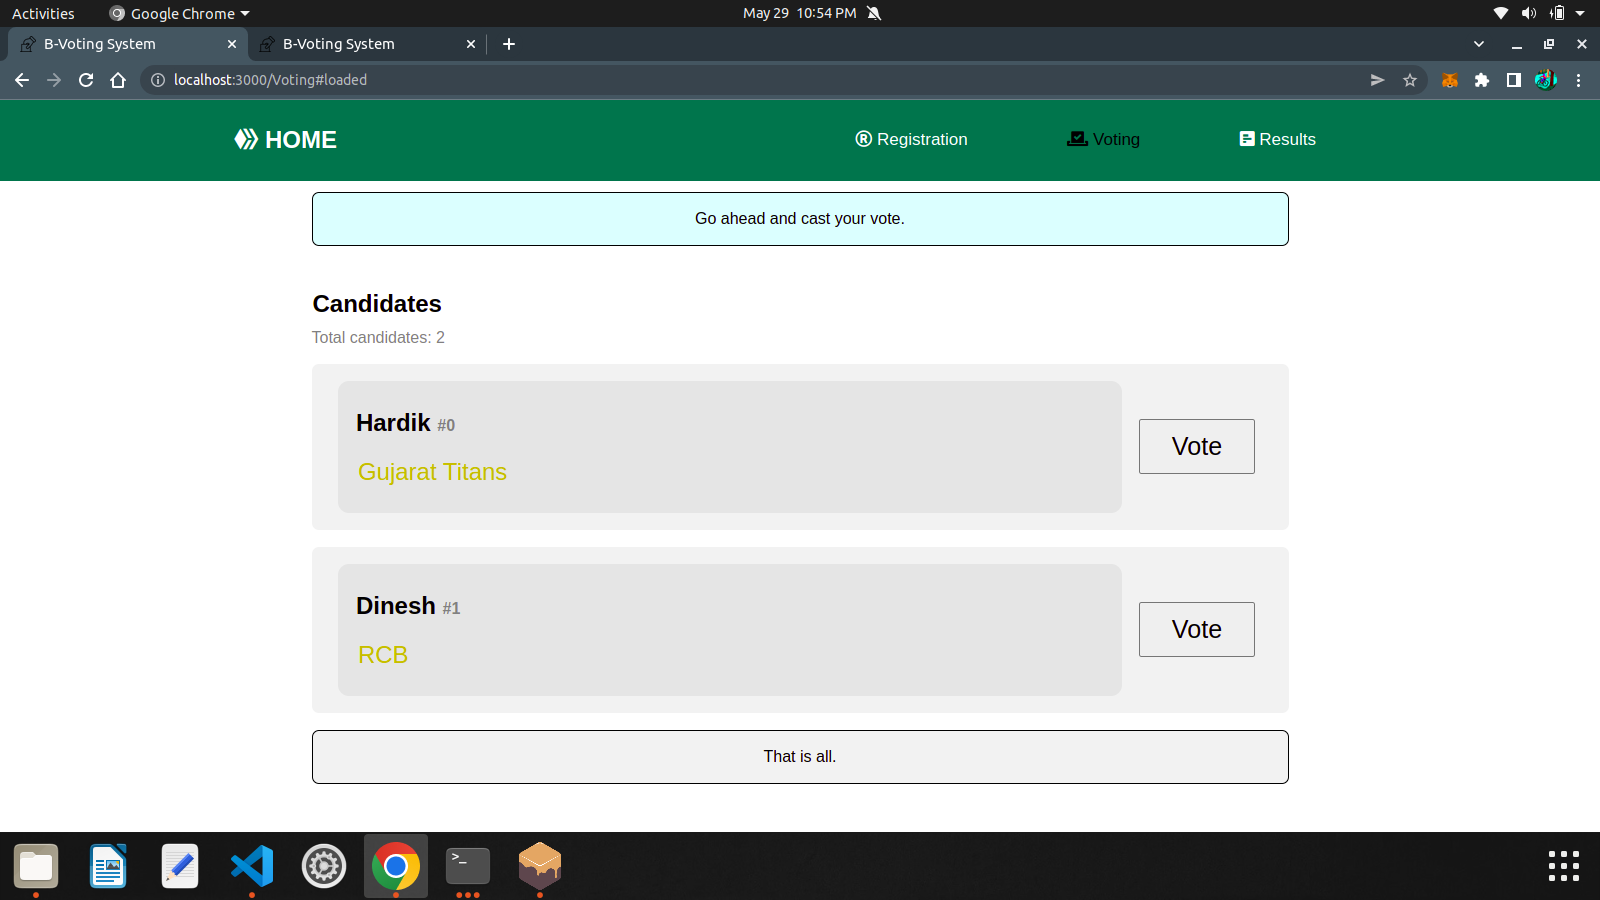 Activities
Google Chrome
May 29 10:54 PM
B-Voting System
B-Voting System
localhost:3000/Voting#loaded
HOME
Registration
Voting
Results
Go ahead and cast your vote.
Candidates
Total candidates: 2
Hardik #0
Gujarat Titans
Vote
Dinesh #1
RCB
Vote
That is all.
>_